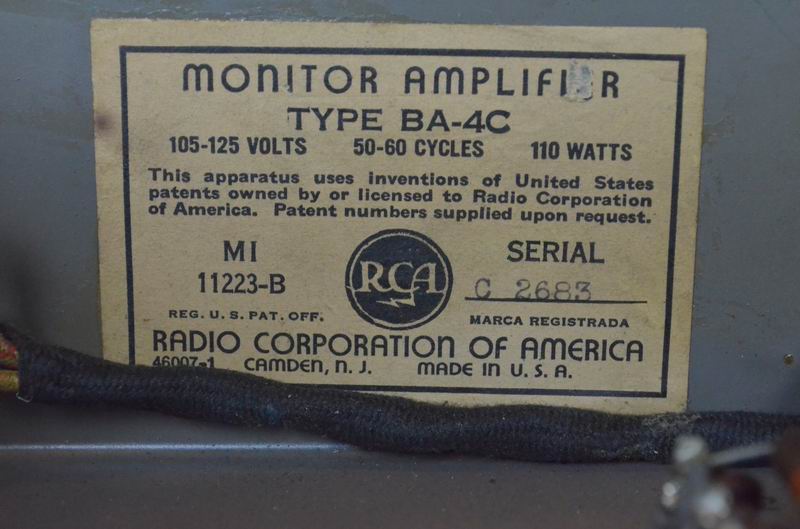 MONITOR AMPLIFIER
TYPE BA-4C
105-125 VOLTS 50-60 CYCLES 110 WATTS
This apparatus uses inventions of United States
patents owned by or licensed to Radio Corporation
of America. Patent numbers supplied upon request.
MI
11223-B
RCA
SERIAL
C 2683
REG. U. S. PAT. OFF.
MARCA REGISTRADA
RADIO CORPORATION OF AMERICA
46007-1 CAMDEN, N. J. MADE IN U. S. A.